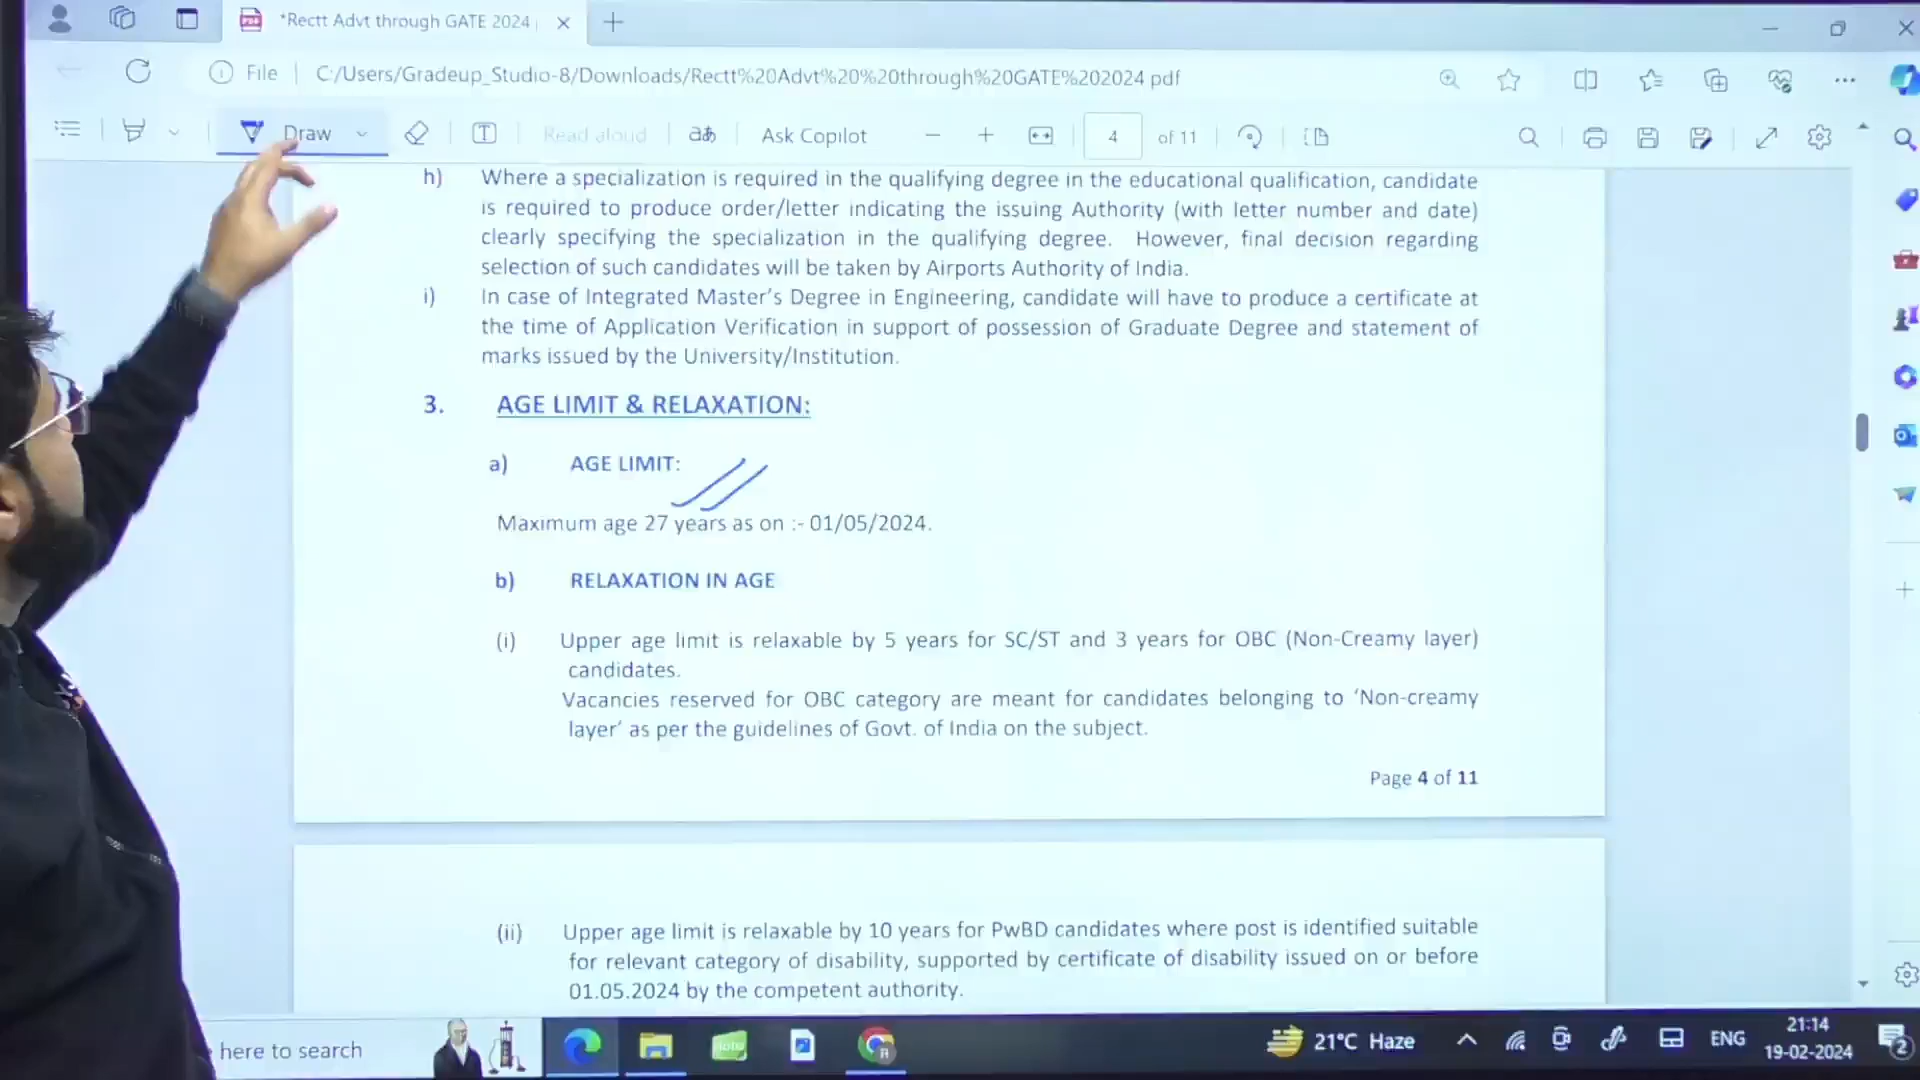 *Rectt Advt through GATE 2024
File
C:/Users/Gradeup_Studio-8/Downloads/Rectt%20Advt%20%20through%20GATE%202024.pdf
Draw
Read aloud
aあ
Ask Copilot
4
of 11
h) Where a specialization is required in the qualifying degree in the educational qualification, candidate
is required to produce order/letter indicating the issuing Authority (with letter number and date)
clearly specifying the specialization in the qualifying degree. However, final decision regarding
selection of such candidates will be taken by Airports Authority of India.
i) In case of Integrated Master's Degree in Engineering, candidate will have to produce a certificate at
the time of Application Verification in support of possession of Graduate Degree and statement of
marks issued by the University/Institution.
3. AGE LIMIT & RELAXATION:
a) AGE LIMIT:
Maximum age 27 years as on :- 01/05/2024.
b) RELAXATION IN AGE
(i) Upper age limit is relaxable by 5 years for SC/ST and 3 years for OBC (Non-Creamy layer)
candidates.
Vacancies reserved for OBC category are meant for candidates belonging to 'Non-creamy
layer' as per the guidelines of Govt. of India on the subject.
Page 4 of 11
(ii) Upper age limit is relaxable by 10 years for PwBD candidates where post is identified suitable
for relevant category of disability, supported by certificate of disability issued on or before
01.05.2024 by the competent authority.
here to search
21°C Haze
ENG
21:14
19-02-2024
2